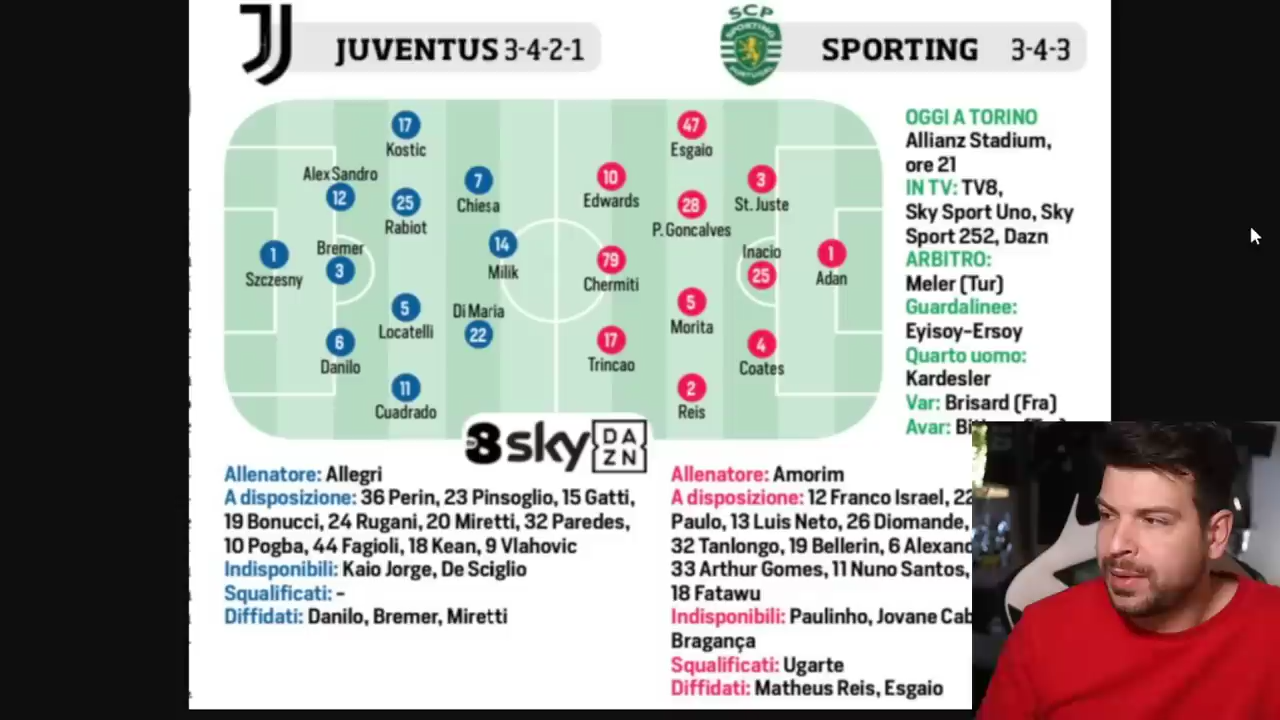 JUVENTUS 3-4-2-1
SCP
SPORTING
PORTUGAL
SPORTING 3-4-3
17
Kostic
Alex Sandro
12
25
Rabiot
7
Chiesa
1
Szczesny
Bremer
3
14
Milik
5
Locatelli
Di Maria
22
6
Danilo
11
Cuadrado
47
Esgaio
10
Edwards
28
P. Goncalves
3
St. Juste
79
Chermiti
Inacio
25
1
Adan
5
Morita
17
Trincao
4
Coates
2
Reis
OGGI A TORINO
Allianz Stadium,
ore 21
IN TV: TV8,
Sky Sport Uno, Sky
Sport 252, Dazn
ARBITRO:
Meler (Tur)
Guardalinee:
Eyisoy-Ersoy
Quarto uomo:
Kardesler
Var: Brisard (Fra)
Avar:
8 sky DAZN
Allenatore: Allegri
A disposizione: 36 Perin, 23 Pinsoglio, 15 Gatti,
19 Bonucci, 24 Rugani, 20 Miretti, 32 Paredes,
10 Pogba, 44 Fagioli, 18 Kean, 9 Vlahovic
Indisponibili: Kaio Jorge, De Sciglio
Squalificati: -
Diffidati: Danilo, Bremer, Miretti
Allenatore: Amorim
A disposizione: 12 Franco Israel, 22
Paulo, 13 Luis Neto, 26 Diomande,
32 Tanlongo, 19 Bellerin, 6 Alexand
33 Arthur Gomes, 11 Nuno Santos,
18 Fatawu
Indisponibili: Paulinho, Jovane Cab
Bragança
Squalificati: Ugarte
Diffidati: Matheus Reis, Esgaio